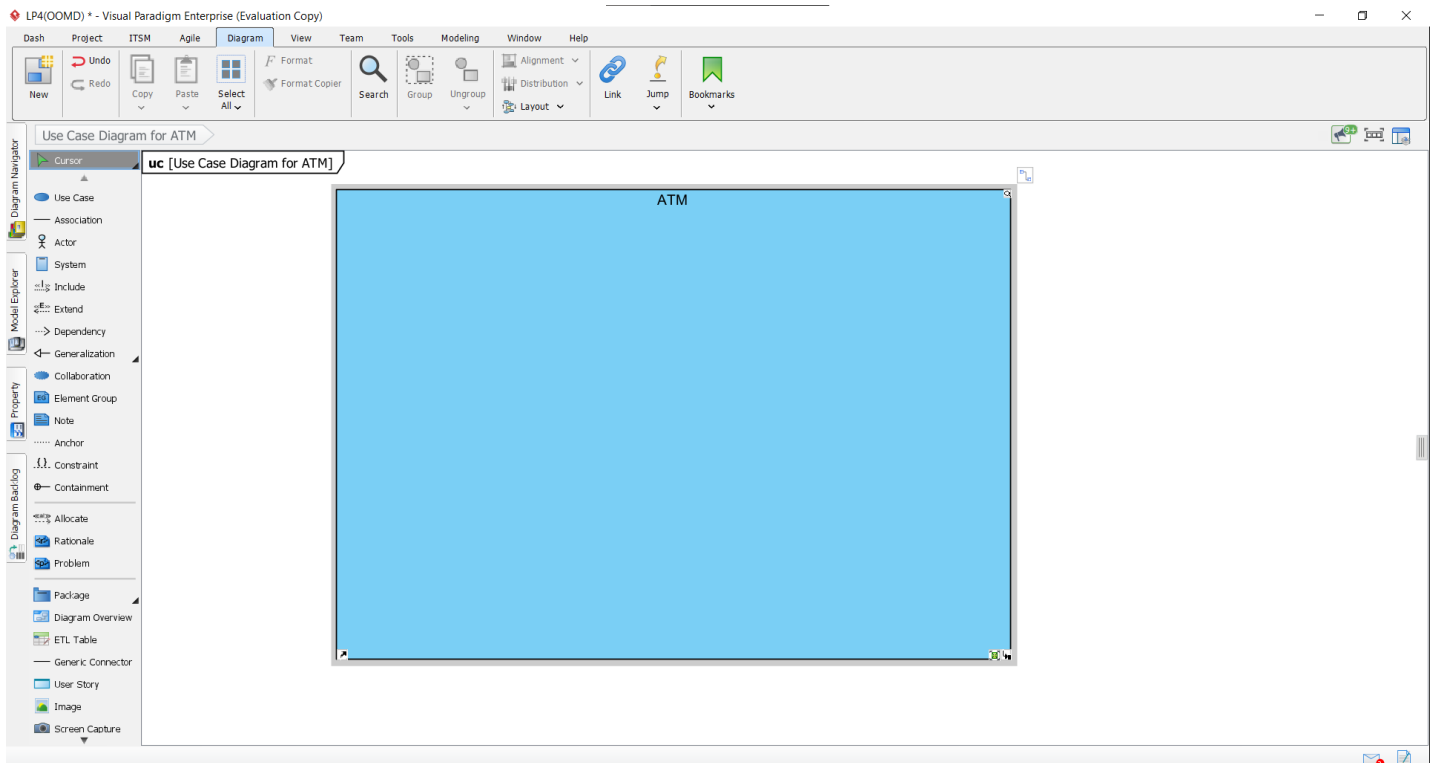 LP4(OOMD) * - Visual Paradigm Enterprise (Evaluation Copy)
Dash Project ITSM Agile Diagram View Team Tools Modeling Window Help
New
Undo
Redo
Copy
Paste
Select
All
F Format
Format Copier
Search
Group
Ungroup
Alignment
Distribution
Layout
Link
Jump
Bookmarks
Use Case Diagram for ATM
9+
Diagram Navigator
Model Explorer
Property
Diagram Backlog
Cursor
Use Case
Association
Actor
System
Include
Extend
Dependency
Generalization
Collaboration
EG Element Group
Note
Anchor
Constraint
Containment
Allocate
Rationale
Problem
Package
Diagram Overview
ETL Table
Generic Connector
User Story
Image
Screen Capture
uc [Use Case Diagram for ATM]
ATM